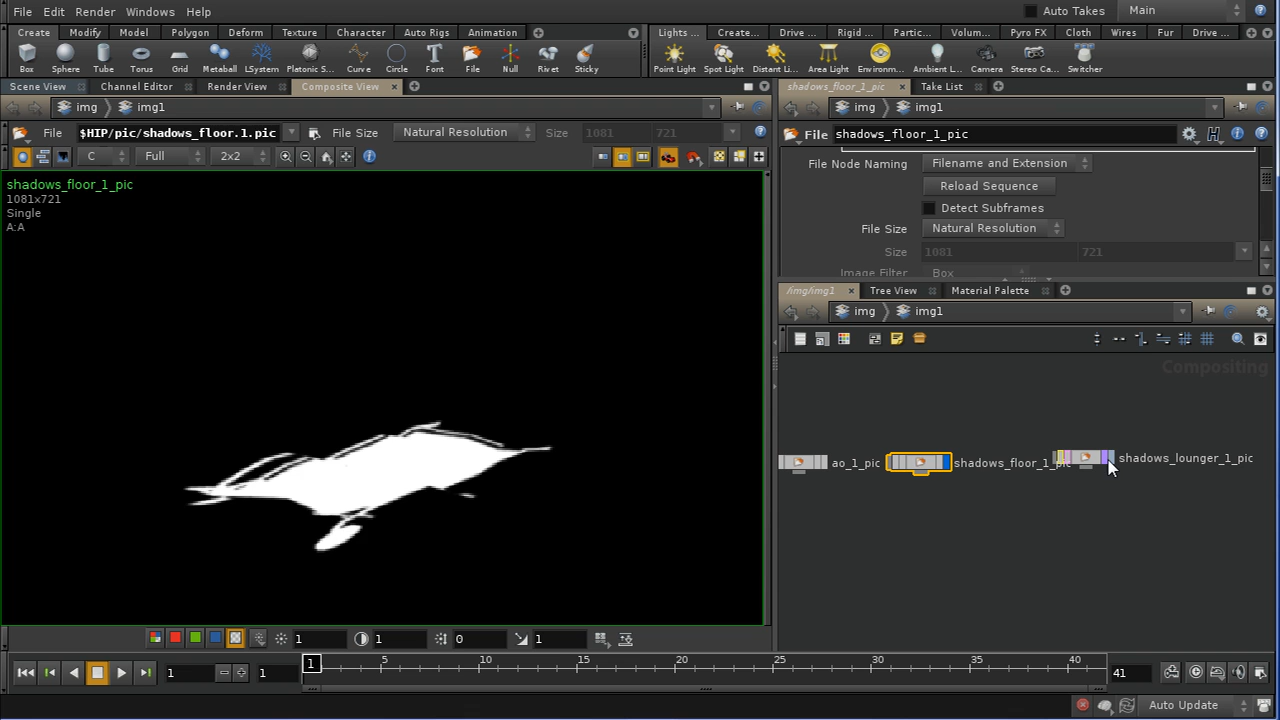 File Edit Render Windows Help Auto Takes Main
Create Modify Model Polygon Deform Texture Character Auto Rigs Animation
Lights ... Create... Drive ... Rigid ... Partic... Volum... Pyro FX Cloth Wires Fur Drive ...
Box Sphere Tube Torus Grid Metaball LSystem Platonic S... Curve Circle Font File Null Rivet Sticky
Point Light Spot Light Distant Li... Area Light Environm... Ambient L... Camera Stereo Ca... Switcher
Scene View Channel Editor Render View Composite View
shadows_floor_1_pic Take List
img img1
img img1
File $HIP/pic/shadows_floor.1.pic File Size Natural Resolution Size 1081 721
File shadows_floor_1_pic
C Full 2x2
File Node Naming Filename and Extension
Reload Sequence
Detect Subframes
File Size Natural Resolution
Size 1081 721
Image Filter Box
shadows_floor_1_pic
1081x721
Single
A:A
/img/img1 Tree View Material Palette
img img1
Compositing
ao_1_pic shadows_floor_1_pic shadows_lounger_1_pic
1 1 0 1
1 1 1 5 10 15 20 25 30 35 40 41
Auto Update